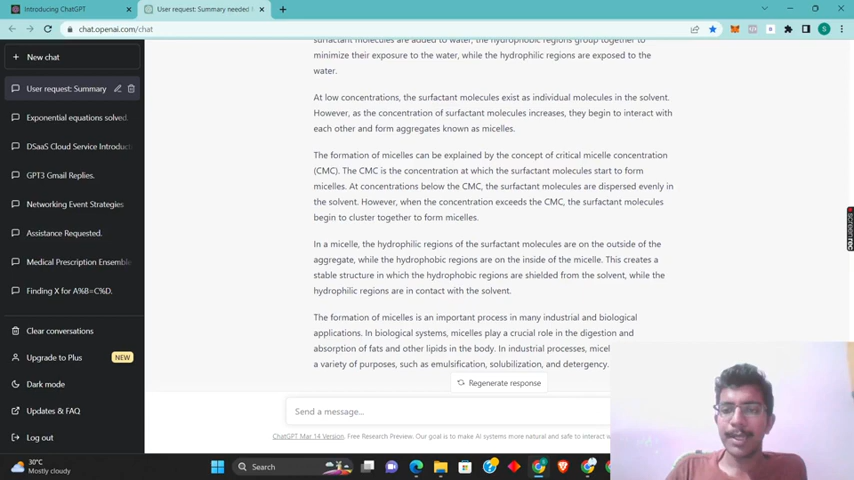 Introducing ChatGPT
User request: Summary needed
chat.openai.com/chat
S
New chat
User request: Summary
Exponential equations solved.
DSaaS Cloud Service Introduct
GPT3 Gmail Replies.
Networking Event Strategies
Assistance Requested.
Medical Prescription Ensemble
Finding X for A%B=C%D.
Clear conversations
Upgrade to Plus
NEW
Dark mode
Updates & FAQ
Log out
surfactant molecules are added to water, the hydrophobic regions group together to
minimize their exposure to the water, while the hydrophilic regions are exposed to the
water.
At low concentrations, the surfactant molecules exist as individual molecules in the solvent.
However, as the concentration of surfactant molecules increases, they begin to interact with
each other and form aggregates known as micelles.
The formation of micelles can be explained by the concept of critical micelle concentration
(CMC). The CMC is the concentration at which the surfactant molecules start to form
micelles. At concentrations below the CMC, the surfactant molecules are dispersed evenly in
the solvent. However, when the concentration exceeds the CMC, the surfactant molecules
begin to cluster together to form micelles.
In a micelle, the hydrophilic regions of the surfactant molecules are on the outside of the
aggregate, while the hydrophobic regions are on the inside of the micelle. This creates a
stable structure in which the hydrophobic regions are shielded from the solvent, while the
hydrophilic regions are in contact with the solvent.
The formation of micelles is an important process in many industrial and biological
applications. In biological systems, micelles play a crucial role in the digestion and
absorption of fats and other lipids in the body. In industrial processes, micel
a variety of purposes, such as emulsification, solubilization, and detergency.
Regenerate response
Send a message...
ChatGPT Mar 14 Version. Free Research Preview. Our goal is to make AI systems more natural and safe to interact w
screenrec
30°C
Mostly cloudy
Search